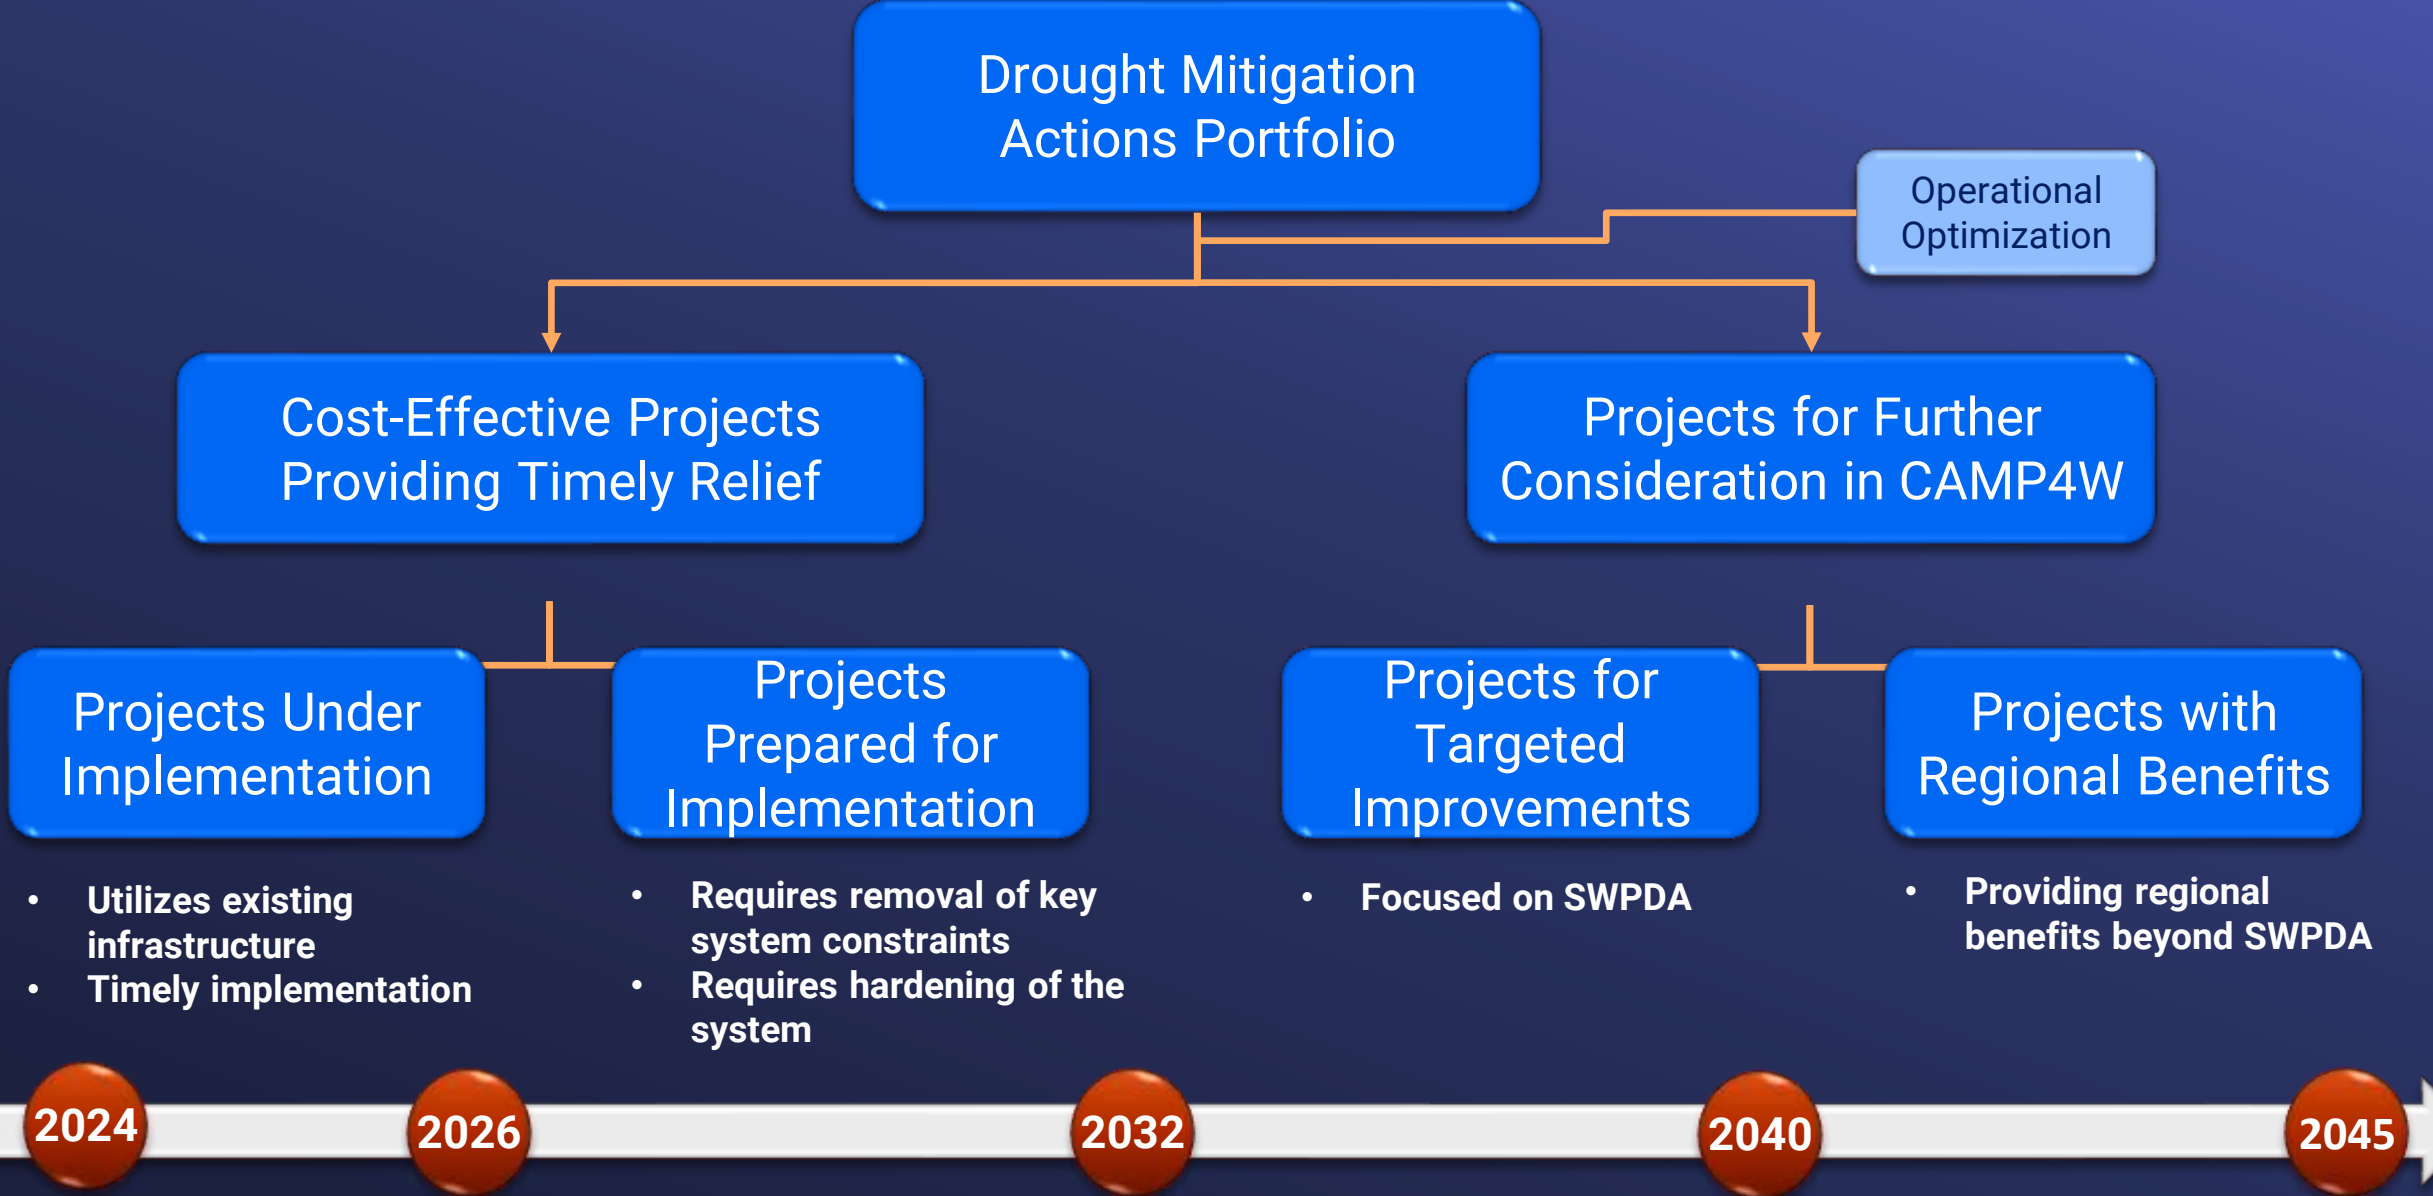 Drought Mitigation
Actions Portfolio
Operational
Optimization
Cost-Effective Projects
Providing Timely Relief
Projects for Further
Consideration in CAMP4W
Projects Under
Implementation
Projects
Prepared for
Implementation
Projects for
Targeted
Improvements
Projects with
Regional Benefits
• Utilizes existing
infrastructure
• Timely implementation
• Requires removal of key
system constraints
• Requires hardening of the
system
• Focused on SWPDA
• Providing regional
benefits beyond SWPDA
2024
2026
2032
2040
2045